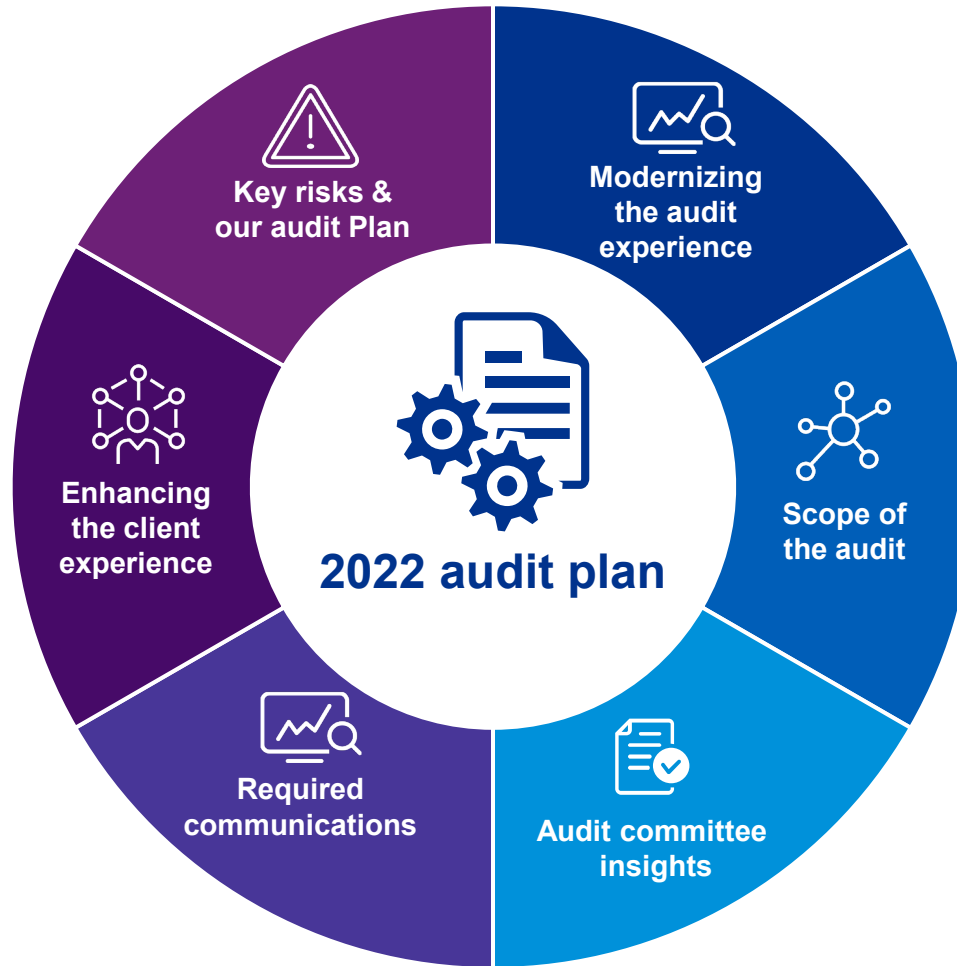 Key risks &
our audit Plan
Modernizing
the audit
experience
Enhancing
the client
experience
2022 audit plan
Scope of
the audit
Required
communications
Audit committee
insights